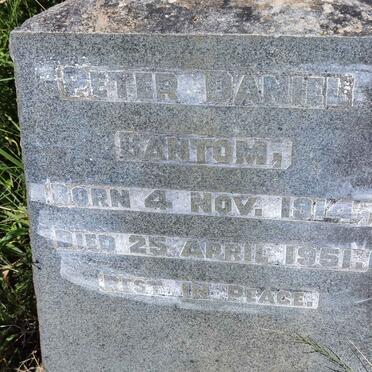 PETER DANIEL
BANTOM,
BORN 4 NOV. 1914,
DIED 25. APRIL 1961.
REST IN PEACE.